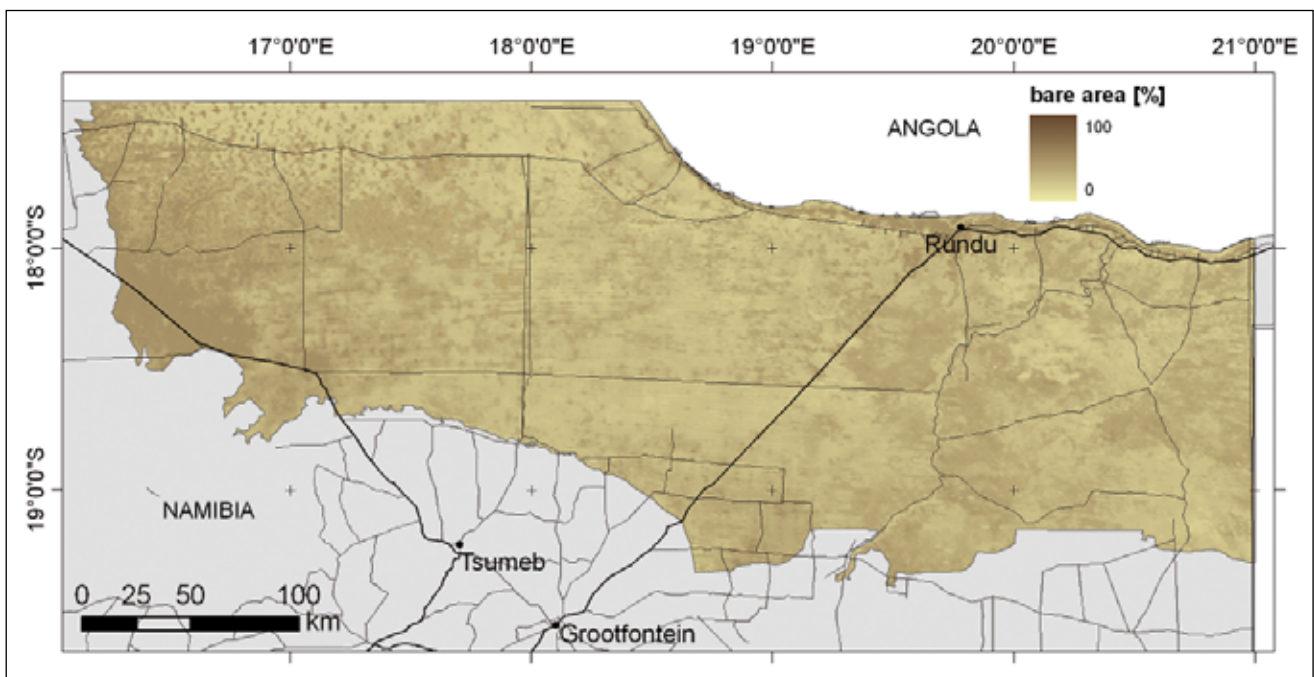 17°0'0"E 18°0'0"E 19°0'0"E 20°0'0"E 21°0'0"E
bare area [%]
100
0
ANGOLA
18°0'0"S
Rundu
19°0'0"S
NAMIBIA
Tsumeb
0 25 50 100
km
Grootfontein